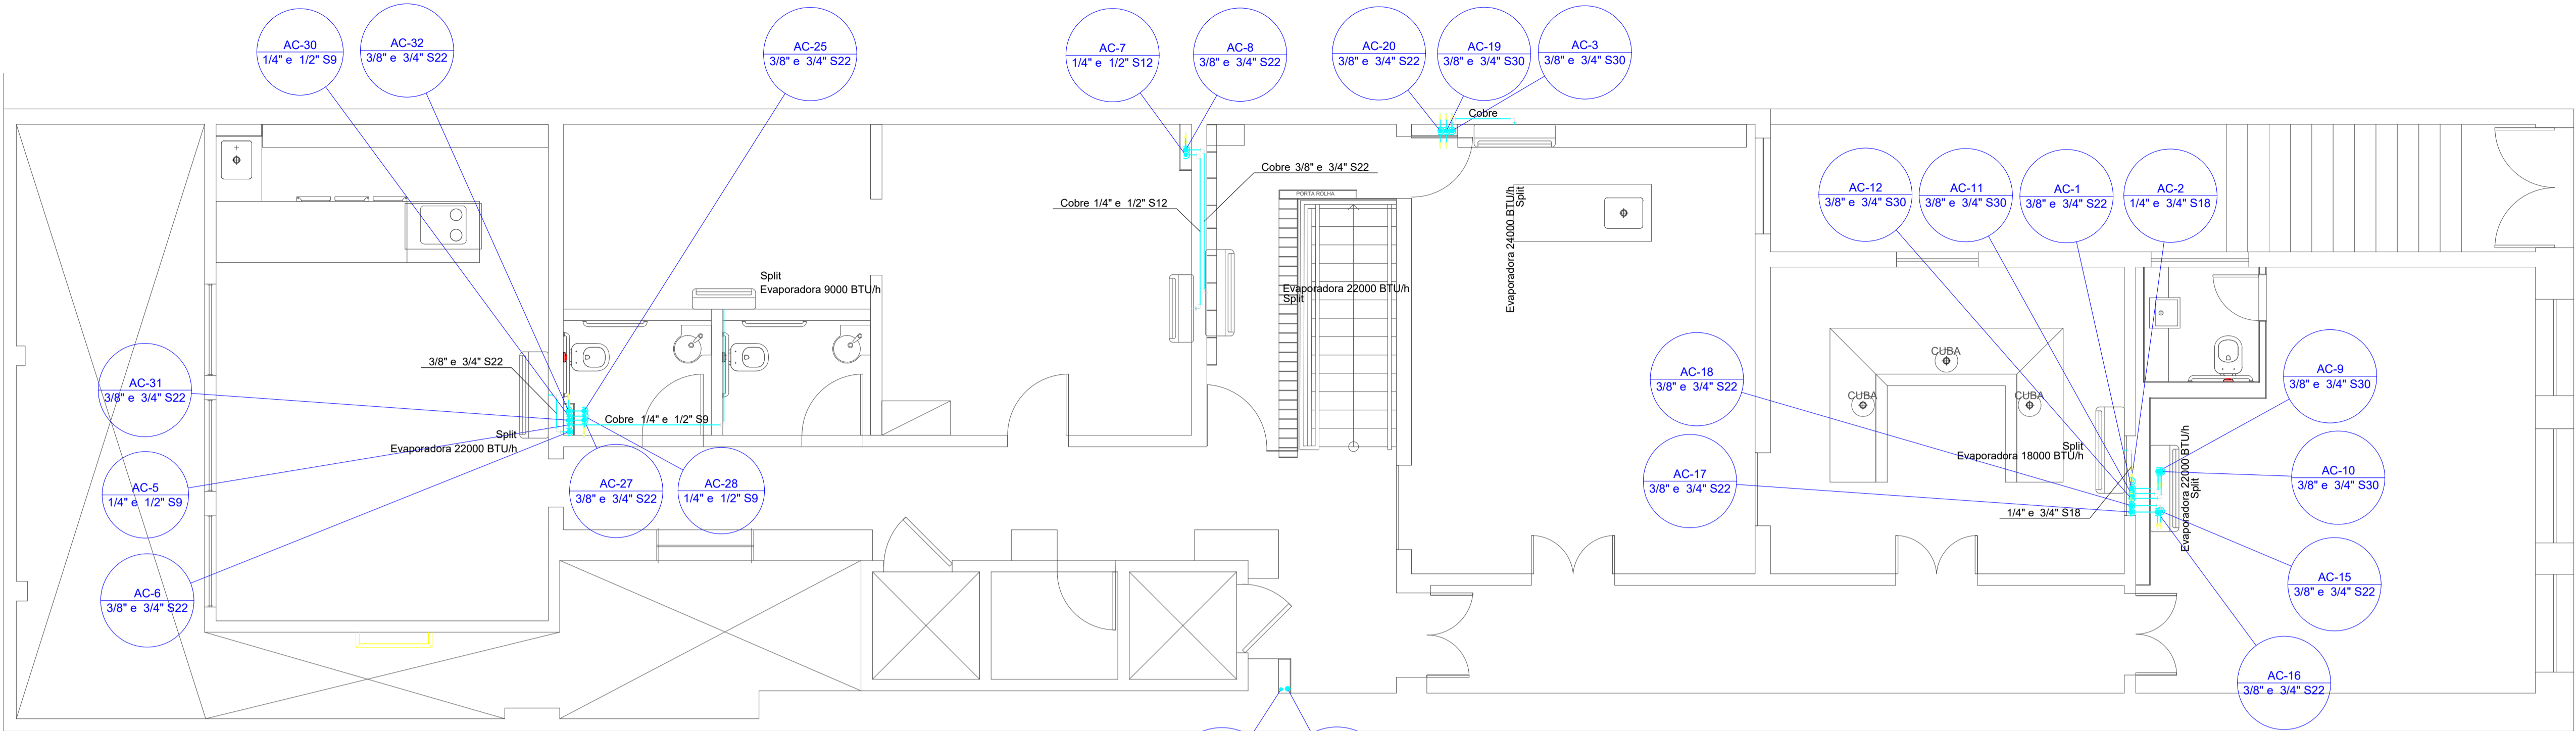 AC-30
1/4" e 1/2" S9
AC-32
3/8" e 3/4" S22
AC-25
3/8" e 3/4" S22
AC-7
1/4" e 1/2" S12
AC-8
3/8" e 3/4" S22
AC-20
3/8" e 3/4" S22
AC-19
3/8" e 3/4" S30
AC-3
3/8" e 3/4" S30
Cobre
Cobre 3/8" e 3/4" S22
Cobre 1/4" e 1/2" S12
PORTA ROLHA
Evaporadora 24000 BTU/h
Split
AC-12
3/8" e 3/4" S30
AC-11
3/8" e 3/4" S30
AC-1
3/8" e 3/4" S22
AC-2
1/4" e 3/4" S18
Split
Evaporadora 9000 BTU/h
Evaporadora 22000 BTU/h
Split
3/8" e 3/4" S22
AC-31
3/8" e 3/4" S22
Cobre 1/4" e 1/2" S9
Split
Evaporadora 22000 BTU/h
AC-18
3/8" e 3/4" S22
CUBA
CUBA
CUBA
AC-9
3/8" e 3/4" S30
Split
Evaporadora 18000 BTU/h
Evaporadora 22000 BTU/h
Split
AC-5
1/4" e 1/2" S9
AC-27
3/8" e 3/4" S22
AC-28
1/4" e 1/2" S9
AC-17
3/8" e 3/4" S22
AC-10
3/8" e 3/4" S30
1/4" e 3/4" S18
AC-6
3/8" e 3/4" S22
AC-15
3/8" e 3/4" S22
AC-16
3/8" e 3/4" S22